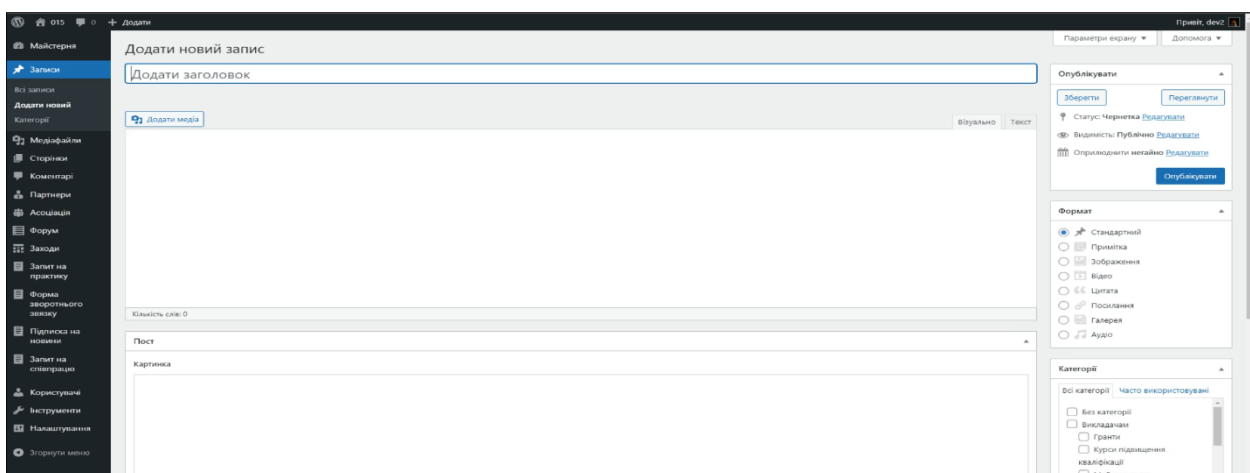 015 0 + Додати
Привіт, dev2
Майстерня
Записи
Всі записи
Додати новий
Категорії
Медіафайли
Сторінки
Коментарі
Партнери
Асоціація
Форум
Заходи
Запит на
практику
Форма
зворотнього
звязку
Підписка на
новини
Запит на
співпрацю
Користувачі
Інструменти
Налаштування
Згорнути меню
Параметри екрану Допомога
Додати новий запис
Додати заголовок
Додати медіа
Візуально Текст
Кількість слів: 0
Пост
Картинка
Опублікувати
Зберегти Переглянути
Статус: Чернетка Редагувати
Видимість: Публічно Редагувати
Оприлюднити негайно Редагувати
Опублікувати
Формат
Стандартний
Примітка
Зображення
Відео
Цитата
Посилання
Галерея
Аудіо
Категорії
Всі категорії Часто використовувані
Без категорії
Викладачам
Гранти
Курси підвищення
кваліфікації